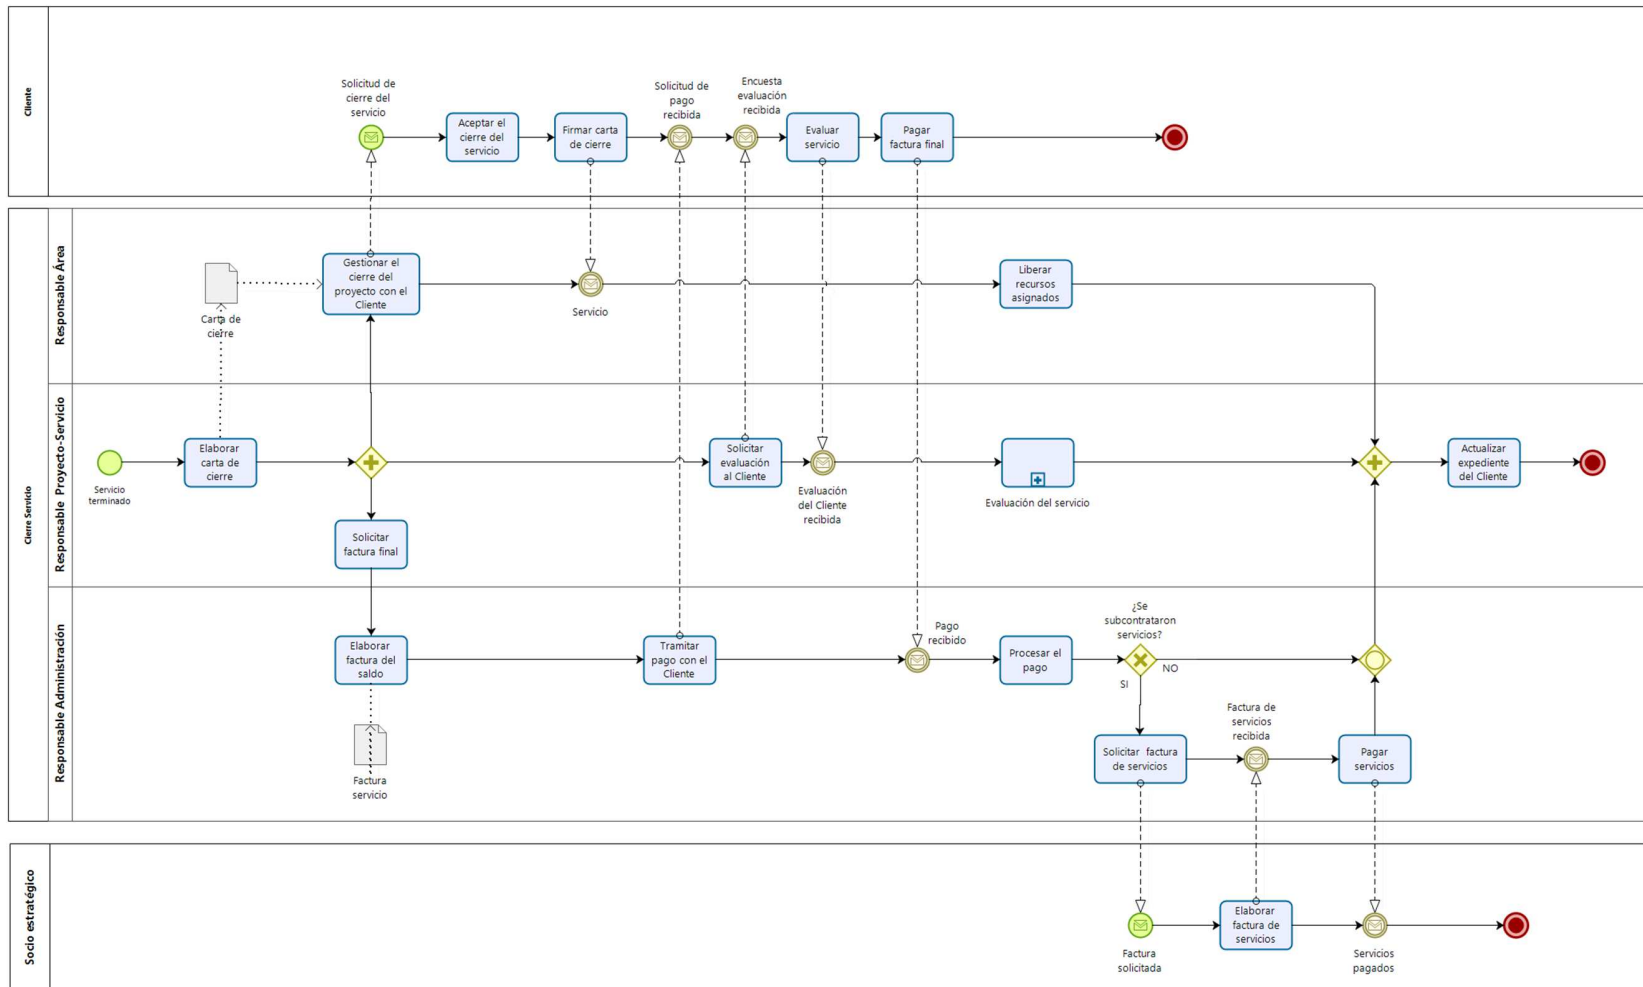 Cliente
Solicitud de
cierre del
servicio
Aceptar el
cierre del
servicio
Firmar carta
de cierre
Solicitud de
pago
recibida
Encuesta
evaluación
recibida
Evaluar
servicio
Pagar
factura final
Cierre Servicio
Responsable Área
Carta de
cierre
Gestionar el
cierre del
proyecto con el
Cliente
Servicio
Liberar
recursos
asignados
Responsable Proyecto-Servicio
Servicio
terminado
Elaborar
carta de
cierre
Solicitar
factura final
Solicitar
evaluación
al Cliente
Evaluación
del Cliente
recibida
Evaluación del servicio
Actualizar
expediente
del Cliente
Responsable Administración
Elaborar
factura del
saldo
Factura
servicio
Tramitar
pago con el
Cliente
Pago
recibido
Procesar el
pago
¿Se
subcontrataron
servicios?
NO
SI
Solicitar factura
de servicios
Factura de
servicios
recibida
Pagar
servicios
Socio estratégico
Factura
solicitada
Elaborar
factura de
servicios
Servicios
pagados